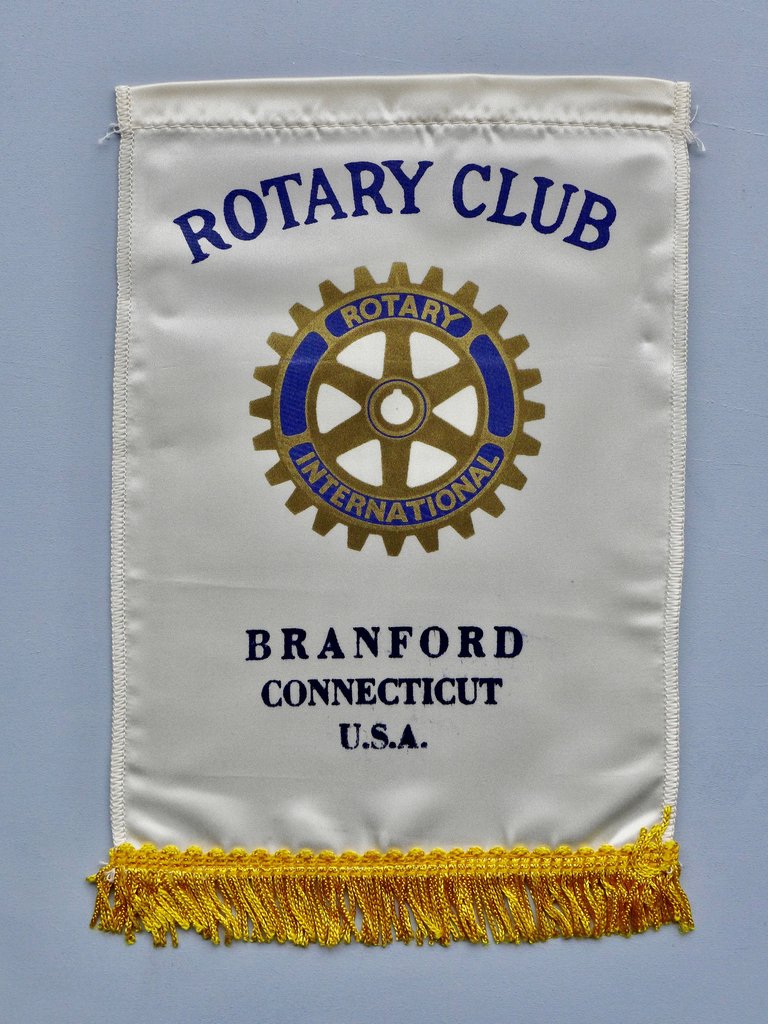 ROTARY CLUB
ROTARY
INTERNATIONAL
BRANFORD
CONNECTICUT
U.S.A.